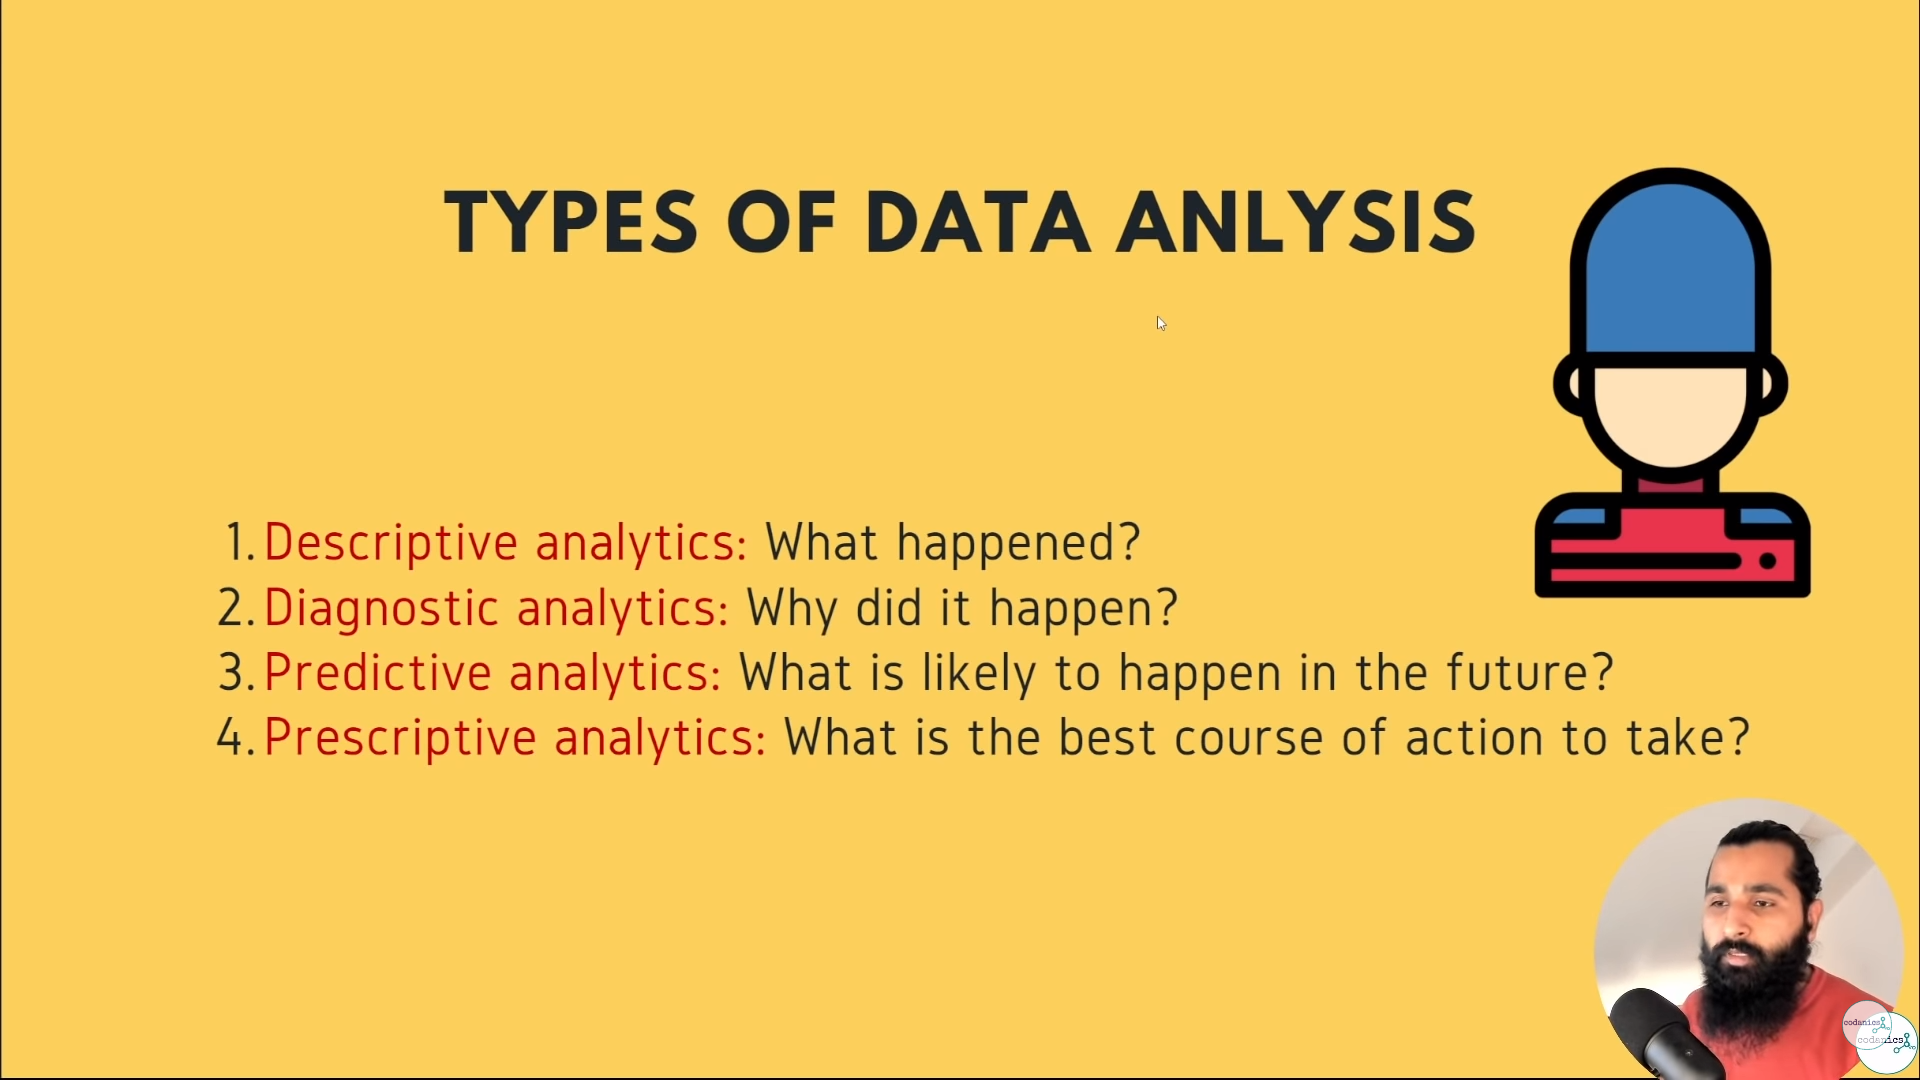 TYPES OF DATA ANLYSIS
1. Descriptive analytics: What happened?
2. Diagnostic analytics: Why did it happen?
3. Predictive analytics: What is likely to happen in the future?
4. Prescriptive analytics: What is the best course of action to take?
codanics
codanics